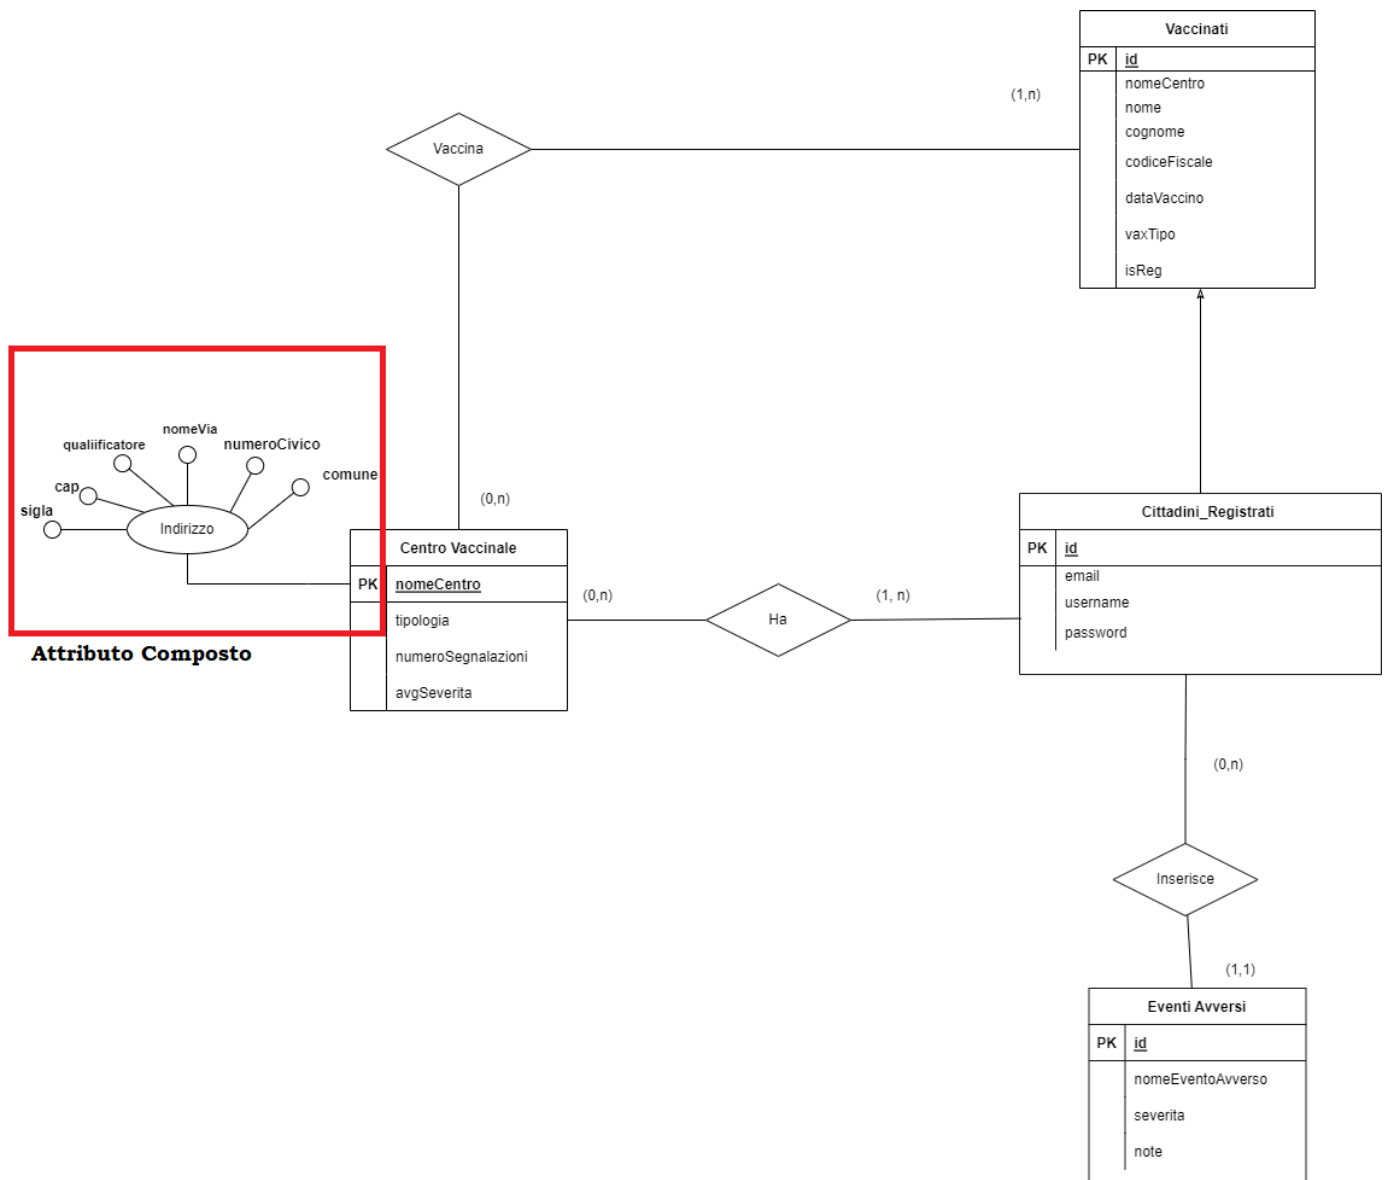 Vaccinati
PK id
nomeCentro
nome
cognome
codiceFiscale
dataVaccino
vaxTipo
isReg
(1,n)
Vaccina
(0,n)
nomeVia
qualiificatore
numeroCivico
comune
cap
sigla
Indirizzo
Attributo Composto
Centro Vaccinale
PK nomeCentro
tipologia
numeroSegnalazioni
avgSeverita
(0,n)
Ha
(1, n)
Cittadini_Registrati
PK id
email
username
password
(0,n)
Inserisce
(1,1)
Eventi Avversi
PK id
nomeEventoAvverso
severita
note